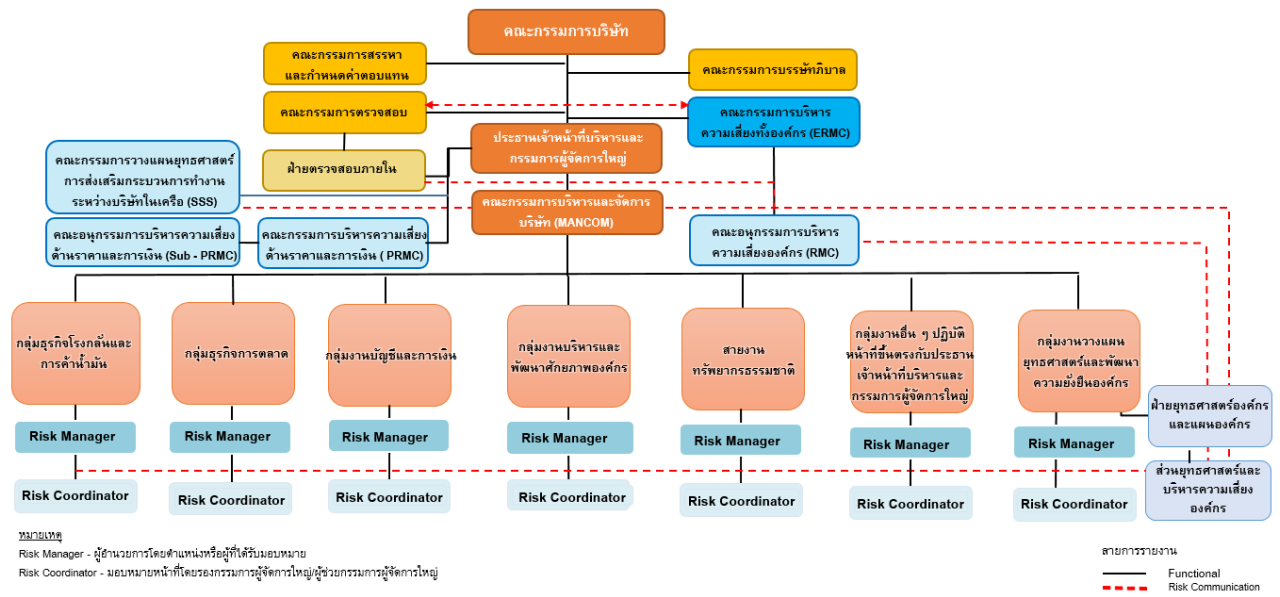 คณะกรรมการบริษัท
คณะกรรมการสรรหา
และกำหนดค่าตอบแทน
คณะกรรมการบรรษัทภิบาล
คณะกรรมการตรวจสอบ
คณะกรรมการบริหาร
ความเสี่ยงทั้งองค์กร (ERMC)
ประธานเจ้าหน้าที่บริหารและ
กรรมการผู้จัดการใหญ่
คณะกรรมการวางแผนยุทธศาสตร์
การส่งเสริมกระบวนการทำงาน
ระหว่างบริษัทในเครือ (SSS)
ฝ่ายตรวจสอบภายใน
คณะกรรมการบริหารและจัดการ
บริษัท (MANCOM)
คณะอนุกรรมการบริหารความเสี่ยง
ด้านราคาและการเงิน (Sub - PRMC)
คณะกรรมการบริหารความเสี่ยง
ด้านราคาและการเงิน ( PRMC)
คณะอนุกรรมการบริหาร
ความเสี่ยงองค์กร (RMC)
กลุ่มธุรกิจโรงกลั่นและ
การค้าน้ำมัน
กลุ่มธุรกิจการตลาด
กลุ่มงานบัญชีและการเงิน
กลุ่มงานบริหารและ
พัฒนาศักยภาพองค์กร
สายงาน
ทรัพยากรธรรมชาติ
กลุ่มงานอื่น ๆ ปฏิบัติ
หน้าที่ขึ้นตรงกับประธาน
เจ้าหน้าที่บริหารและ
กรรมการผู้จัดการใหญ่
กลุ่มงานวางแผน
ยุทธศาสตร์และพัฒนา
ความยั่งยืนองค์กร
ฝ่ายยุทธศาสตร์องค์กร
และแผนองค์กร
Risk Manager
Risk Manager
Risk Manager
Risk Manager
Risk Manager
Risk Manager
Risk Manager
ส่วนยุทธศาสตร์และ
บริหารความเสี่ยง
องค์กร
Risk Coordinator
Risk Coordinator
Risk Coordinator
Risk Coordinator
Risk Coordinator
Risk Coordinator
Risk Coordinator
หมายเหตุ
Risk Manager - ผู้อำนวยการโดยตำแหน่งหรือผู้ที่ได้รับมอบหมาย
Risk Coordinator - มอบหมายหน้าที่โดยรองกรรมการผู้จัดการใหญ่/ผู้ช่วยกรรมการผู้จัดการใหญ่
สายการรายงาน
Functional
Risk Communication